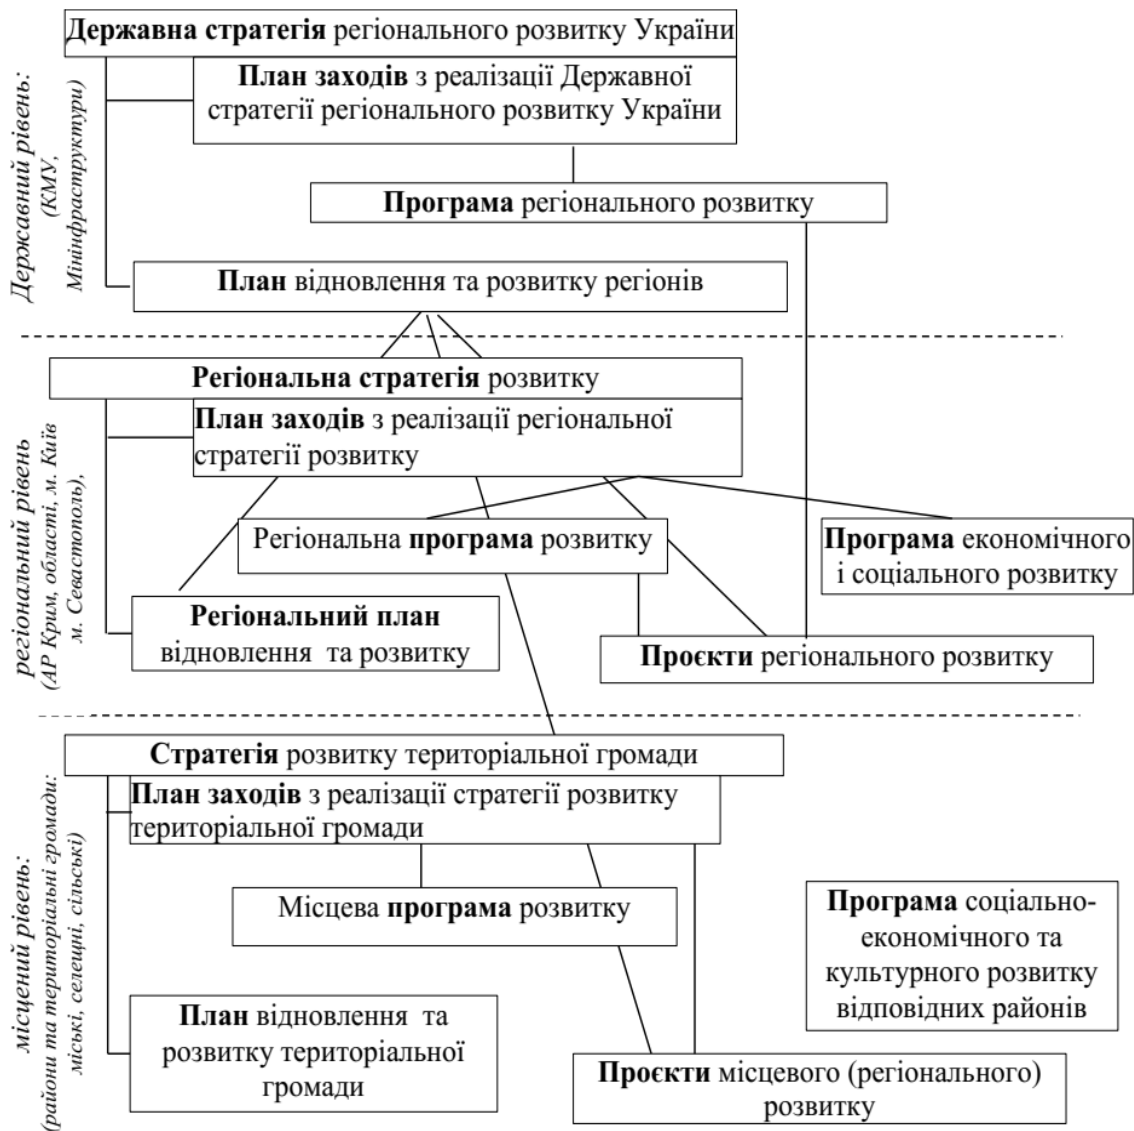 Державна стратегія регіонального розвитку України
План заходів з реалізації Державної
стратегії регіонального розвитку України
Програма регіонального розвитку
План відновлення та розвитку регіонів
Державний рівень:
(КМУ,
Мінінфраструктури)
Регіональна стратегія розвитку
План заходів з реалізації регіональної
стратегії розвитку
Регіональна програма розвитку
Програма економічного
і соціального розвитку
Регіональний план
відновлення та розвитку
Проєкти регіонального розвитку
регіональний рівень
(АР Крим, області, м. Київ
м. Севастополь),
Стратегія розвитку територіальної громади
План заходів з реалізації стратегії розвитку
територіальної громади
Місцева програма розвитку
Програма соціально-
економічного та
культурного розвитку
відповідних районів
План відновлення та
розвитку територіальної
громади
Проєкти місцевого (регіонального)
розвитку
місцений рівень:
(райони та територіальні громади:
міські, селещні, сільські)